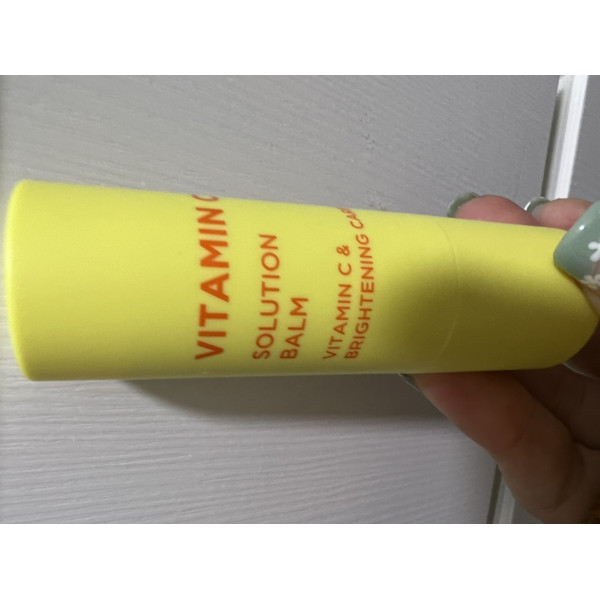 VITAMIN C
SOLUTION
BALM
VITAMIN C &
BRIGHTENING